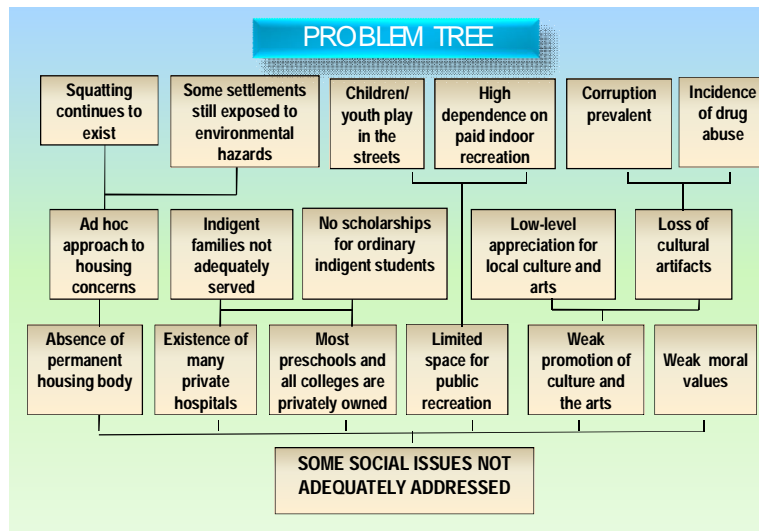 PROBLEM TREE
Squatting
continues to
exist
Some settlements
still exposed to
environmental
hazards
Children/
youth play
in the
streets
High
dependence on
paid indoor
recreation
Corruption
prevalent
Incidence
of drug
abuse
Ad hoc
approach to
housing
concerns
Indigent
families not
adequately
served
No scholarships
for ordinary
indigent students
Low-level
appreciation for
local culture and
arts
Loss of
cultural
artifacts
Absence of
permanent
housing body
Existence of
many
private
hospitals
Most
preschools and
all colleges are
privately owned
Limited
space for
public
recreation
Weak
promotion of
culture and
the arts
Weak moral
values
SOME SOCIAL ISSUES NOT
ADEQUATELY ADDRESSED